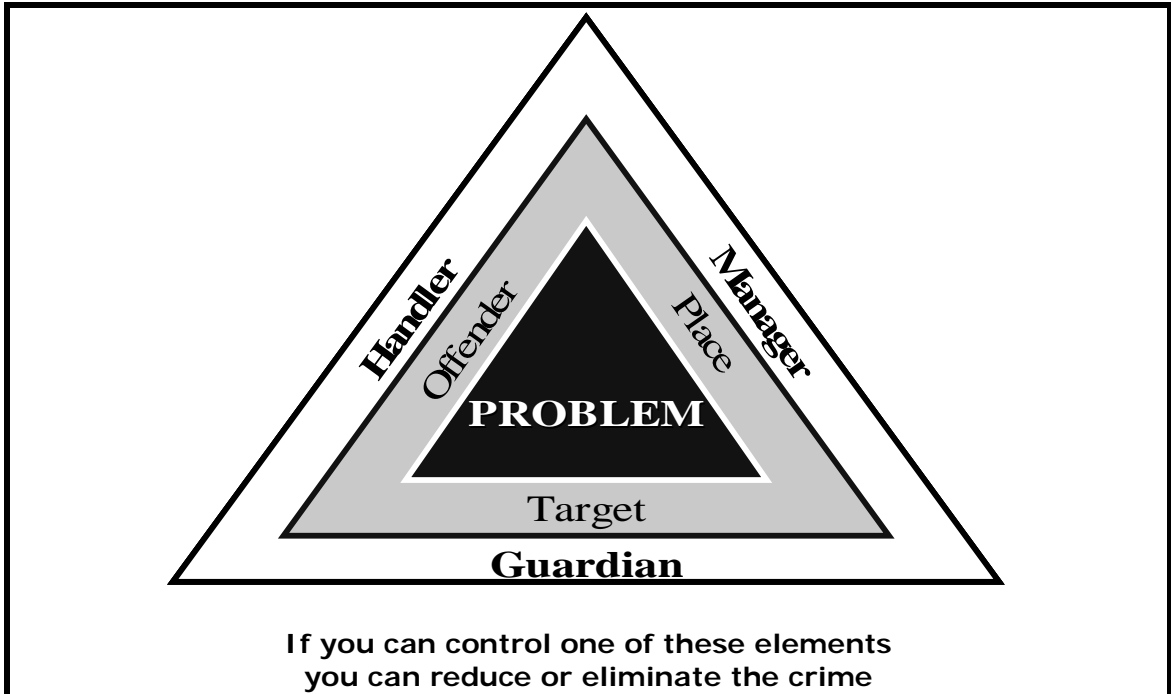 Handler
Manager
Offender
Place
PROBLEM
Target
Guardian
If you can control one of these elements
you can reduce or eliminate the crime